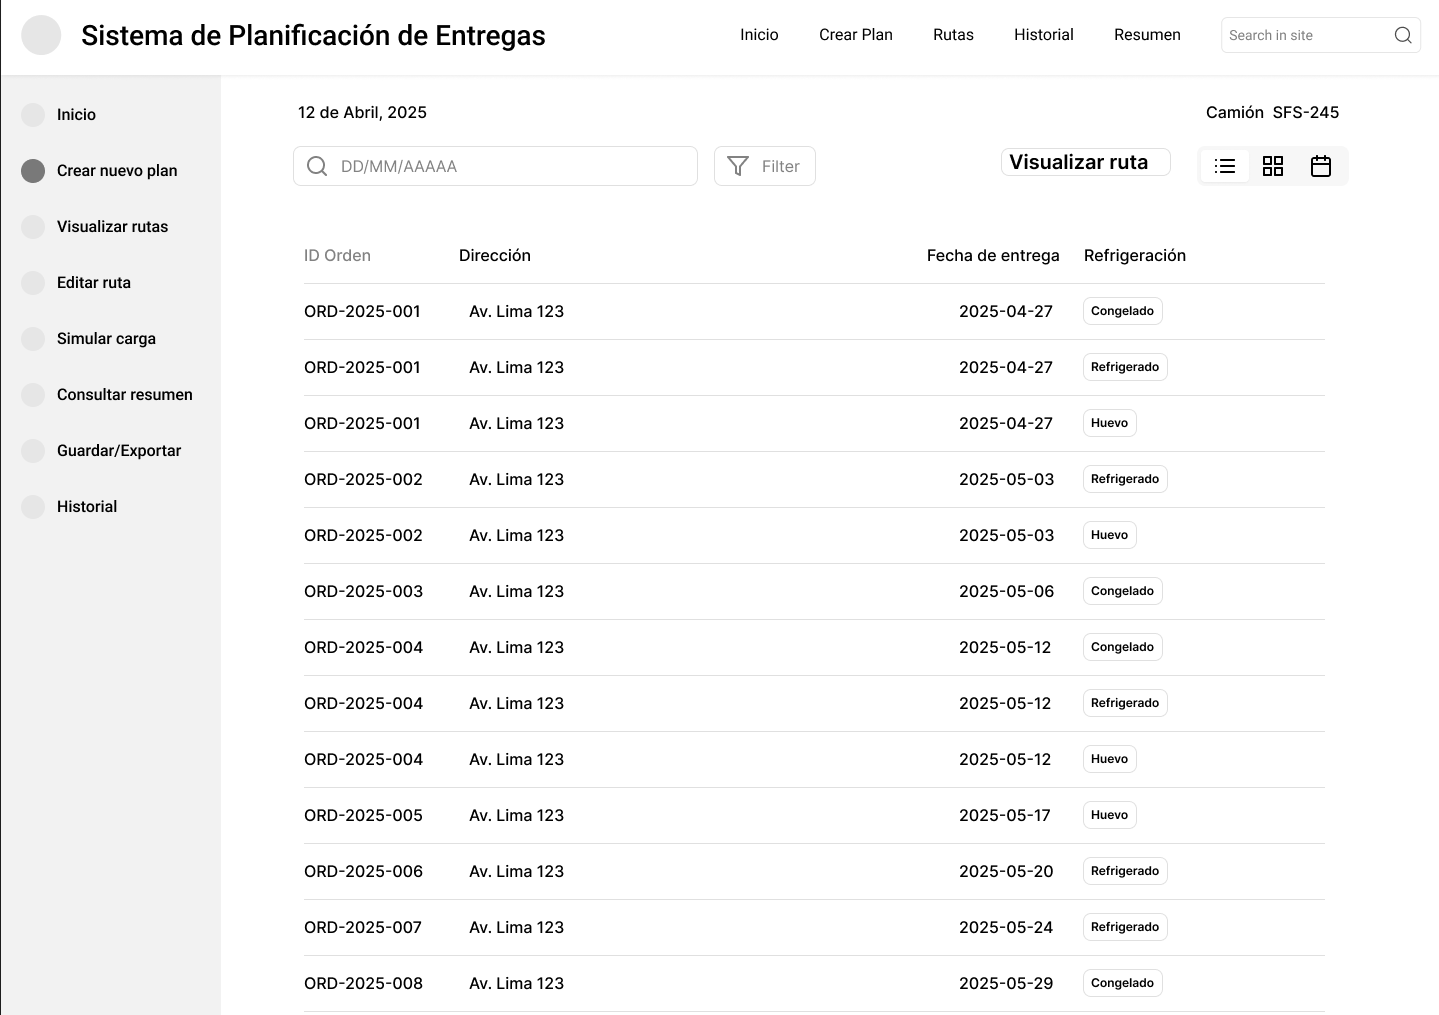 Sistema de Planificación de Entregas
Inicio Crear Plan Rutas Historial Resumen Search in site
Inicio
Crear nuevo plan
Visualizar rutas
Editar ruta
Simular carga
Consultar resumen
Guardar/Exportar
Historial
12 de Abril, 2025 Camión SFS-245
DD/MM/AAAAA Filter Visualizar ruta
ID Orden Dirección Fecha de entrega Refrigeración
ORD-2025-001 Av. Lima 123 2025-04-27 Congelado
ORD-2025-001 Av. Lima 123 2025-04-27 Refrigerado
ORD-2025-001 Av. Lima 123 2025-04-27 Huevo
ORD-2025-002 Av. Lima 123 2025-05-03 Refrigerado
ORD-2025-002 Av. Lima 123 2025-05-03 Huevo
ORD-2025-003 Av. Lima 123 2025-05-06 Congelado
ORD-2025-004 Av. Lima 123 2025-05-12 Congelado
ORD-2025-004 Av. Lima 123 2025-05-12 Refrigerado
ORD-2025-004 Av. Lima 123 2025-05-12 Huevo
ORD-2025-005 Av. Lima 123 2025-05-17 Huevo
ORD-2025-006 Av. Lima 123 2025-05-20 Refrigerado
ORD-2025-007 Av. Lima 123 2025-05-24 Refrigerado
ORD-2025-008 Av. Lima 123 2025-05-29 Congelado